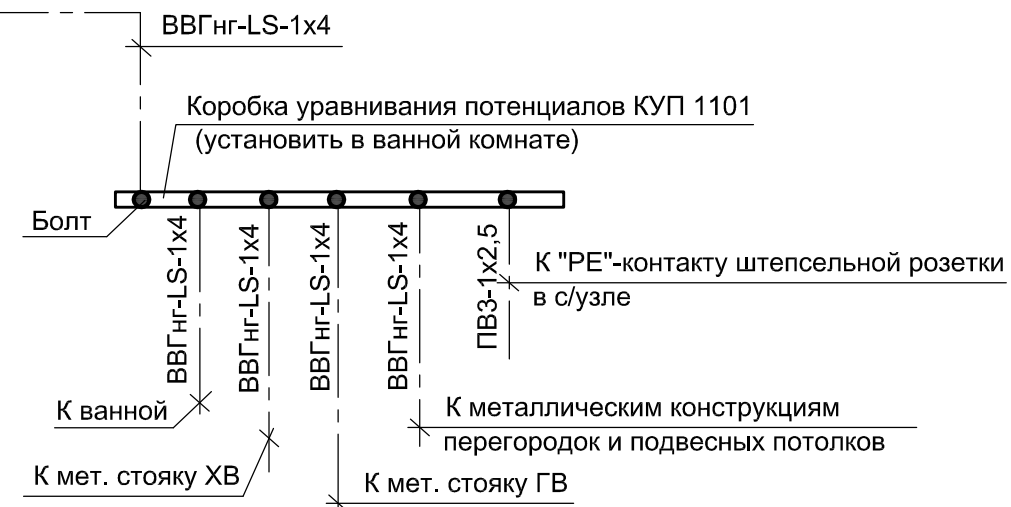 ВВГнг-LS-1х4
Коробка уравнивания потенциалов КУП 1101
(установить в ванной комнате)
Болт
ВВГнг-LS-1х4
ВВГнг-LS-1х4
ВВГнг-LS-1х4
ВВГнг-LS-1х4
ПВ3-1х2,5
К "РЕ"-контакту штепсельной розетки
в с/узле
К ванной
К металлическим конструкциям
перегородок и подвесных потолков
К мет. стояку ХВ
К мет. стояку ГВ